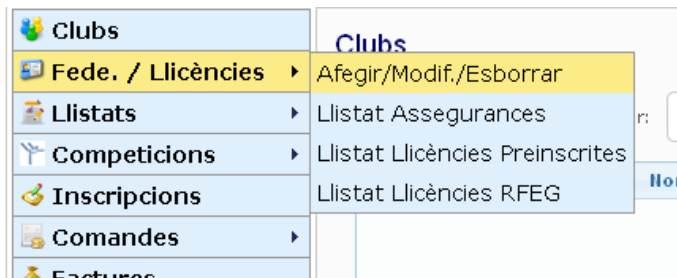 Clubs
Fede. / Llicències
Llistats
Competicions
Inscripcions
Comandes
Factures
Clubs
Afegir/Modif./Esborrar
Llistat Assegurances
Llistat Llicències Preinscrites
Llistat Llicències RFEG
r: